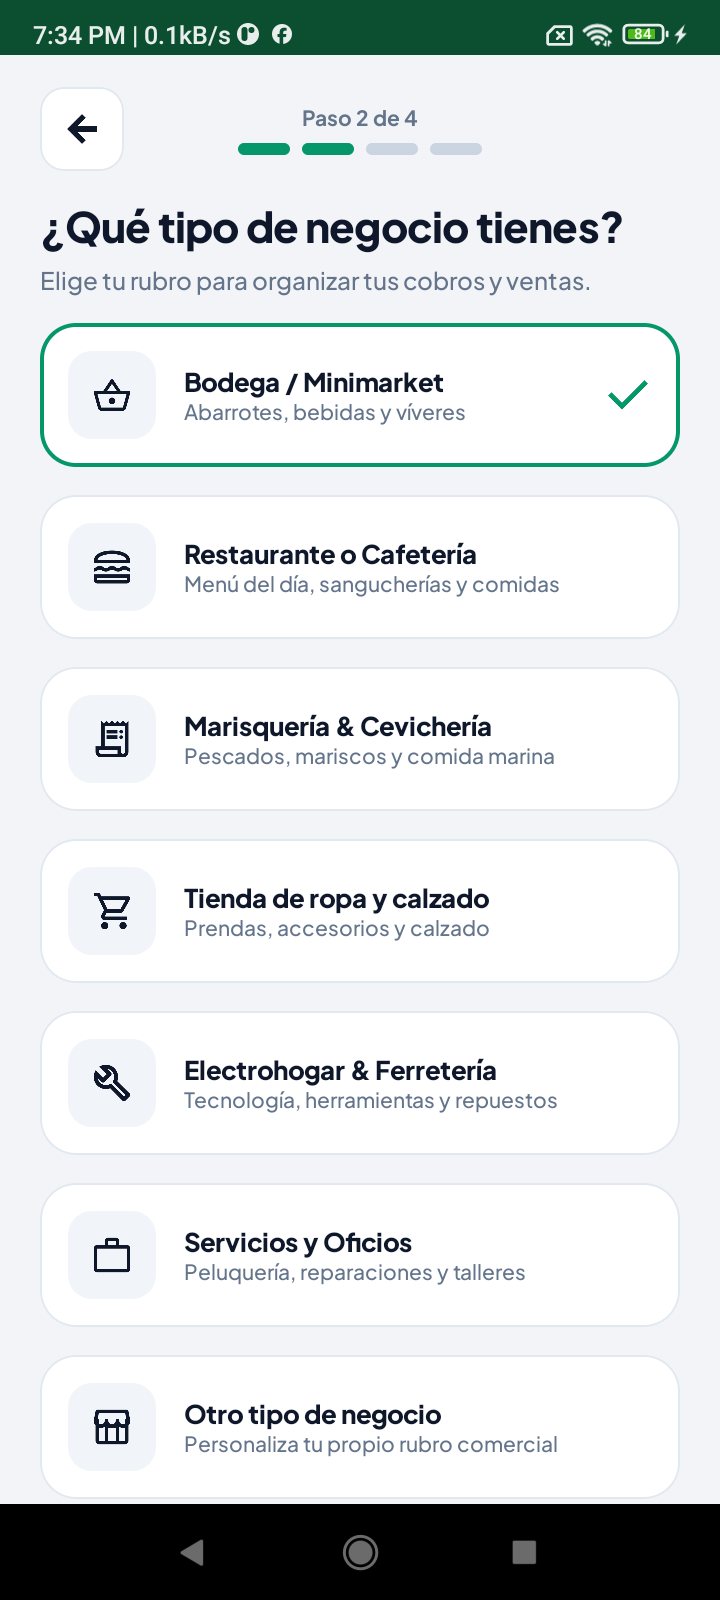 7:34 PM | 0.1kB/s
84
Paso 2 de 4
¿Qué tipo de negocio tienes?
Elige tu rubro para organizar tus cobros y ventas.
Bodega / Minimarket
Abarrotes, bebidas y víveres
Restaurante o Cafetería
Menú del día, sangucherías y comidas
Marisquería & Cevichería
Pescados, mariscos y comida marina
Tienda de ropa y calzado
Prendas, accesorios y calzado
Electrohogar & Ferretería
Tecnología, herramientas y repuestos
Servicios y Oficios
Peluquería, reparaciones y talleres
Otro tipo de negocio
Personaliza tu propio rubro comercial